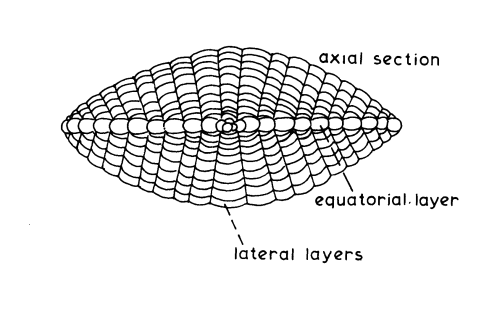 axial section
equatorial layer
lateral layers